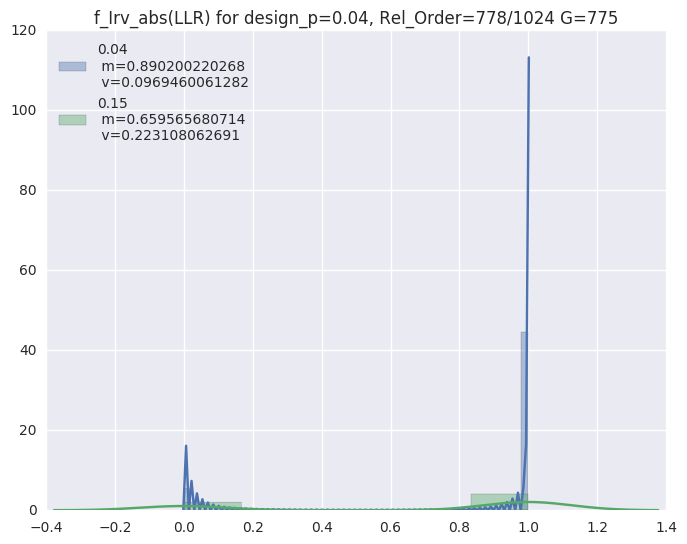 f_Irv_abs(LLR) for design_p=0.04, Rel_Order=778/1024 G=775
120
100
80
60
40
20
0
0.04
m=0.890200220268
v=0.0969460061282
0.15
m=0.659565680714
v=0.223108062691
−0.4 −0.2 0.0 0.2 0.4 0.6 0.8 1.0 1.2 1.4